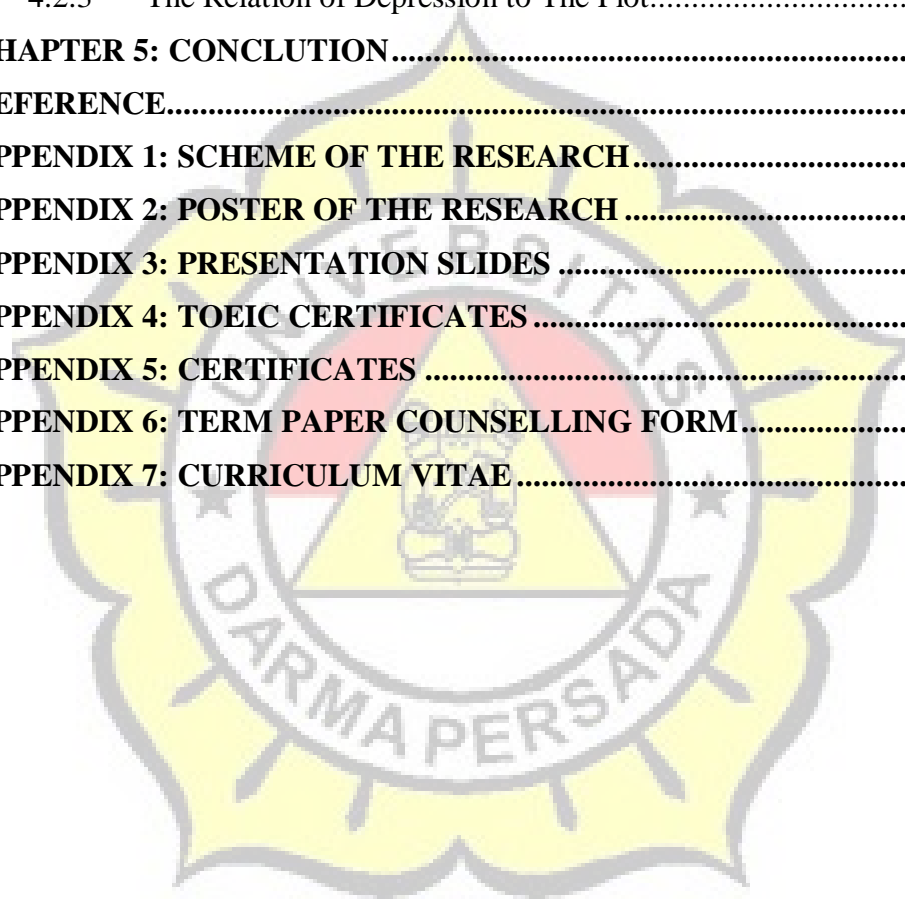 4.2.3 The Relation of Depression to The Plot................................
HAPTER 5: CONCLUTION................................................................
EFERENCE................................................................................
PPENDIX 1: SCHEME OF THE RESEARCH................................
PPENDIX 2: POSTER OF THE RESEARCH ................................
PPENDIX 3: PRESENTATION SLIDES ........................................
PPENDIX 4: TOEIC CERTIFICATES ............................................
PPENDIX 5: CERTIFICATES ........................................................
PPENDIX 6: TERM PAPER COUNSELLING FORM....................
PPENDIX 7: CURRICULUM VITAE ..............................................
UNIVERSITAS
DARMA PERSADA